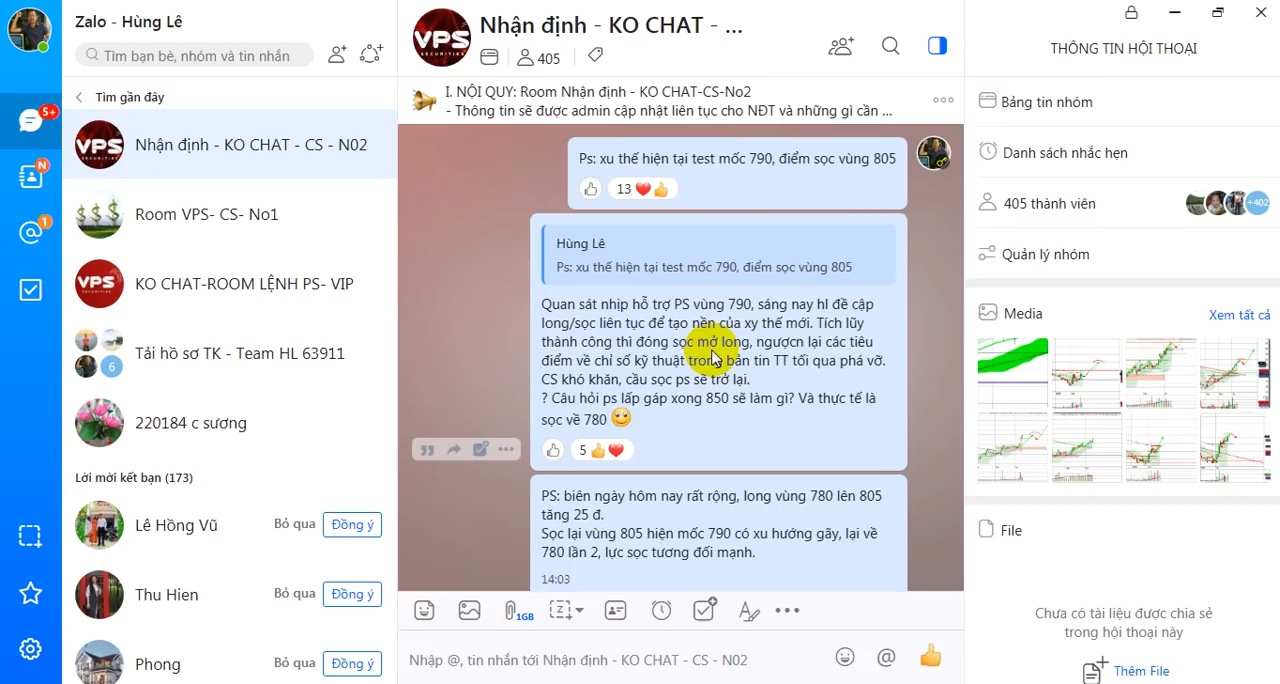 Zalo - Hùng Lê
Tìm bạn bè, nhóm và tin nhắn
5+
N
1
Tìm gần đây
VPS
SECURITIES
Nhận định - KO CHAT - CS - N02
Room VPS- CS- No1
VPS
SECURITIES
KO CHAT-ROOM LỆNH PS- VIP
6
Tải hồ sơ TK - Team HL 63911
220184 c sương
Lời mời kết bạn (173)
Lê Hồng Vũ
Bỏ qua
Đồng ý
Thu Hien
Bỏ qua
Đồng ý
Phong
Bỏ qua
Đồng ý
VPS
SECURITIES
Nhận định - KO CHAT - ...
405
I. NỘI QUY: Room Nhận định - KO CHAT-CS-No2
- Thông tin sẽ được admin cập nhật liên tục cho NĐT và những gì cần ...
Ps: xu thế hiện tại test mốc 790, điểm sọc vùng 805
13
Hùng Lê
Ps: xu thế hiện tại test mốc 790, điểm sọc vùng 805
Quan sát nhịp hỗ trợ PS vùng 790, sáng nay hl đề cập
long/sọc liên tục để tạo nền của xy thế mới. Tích lũy
thành công thì đóng sọc mở long, ngượn lại các tiêu
điểm về chỉ số kỹ thuật trong bản tin TT tối qua phá vỡ.
CS khó khăn, cầu sọc ps sẽ trở lại.
? Câu hỏi ps lấp gáp xong 850 sẽ làm gì? Và thực tế là
sọc về 780
5
PS: biên ngày hôm nay rất rộng, long vùng 780 lên 805
tăng 25 đ.
Sọc lại vùng 805 hiện mốc 790 có xu hướng gãy, lại về
780 lần 2, lực sọc tương đối mạnh.
14:03
1GB
Nhập @, tin nhắn tới Nhận định - KO CHAT - CS - N02
THÔNG TIN HỘI THOẠI
Bảng tin nhóm
Danh sách nhắc hẹn
405 thành viên
+402
Quản lý nhóm
Media
Xem tất cả
File
Chưa có tài liệu được chia sẻ
trong hội thoại này
Thêm File